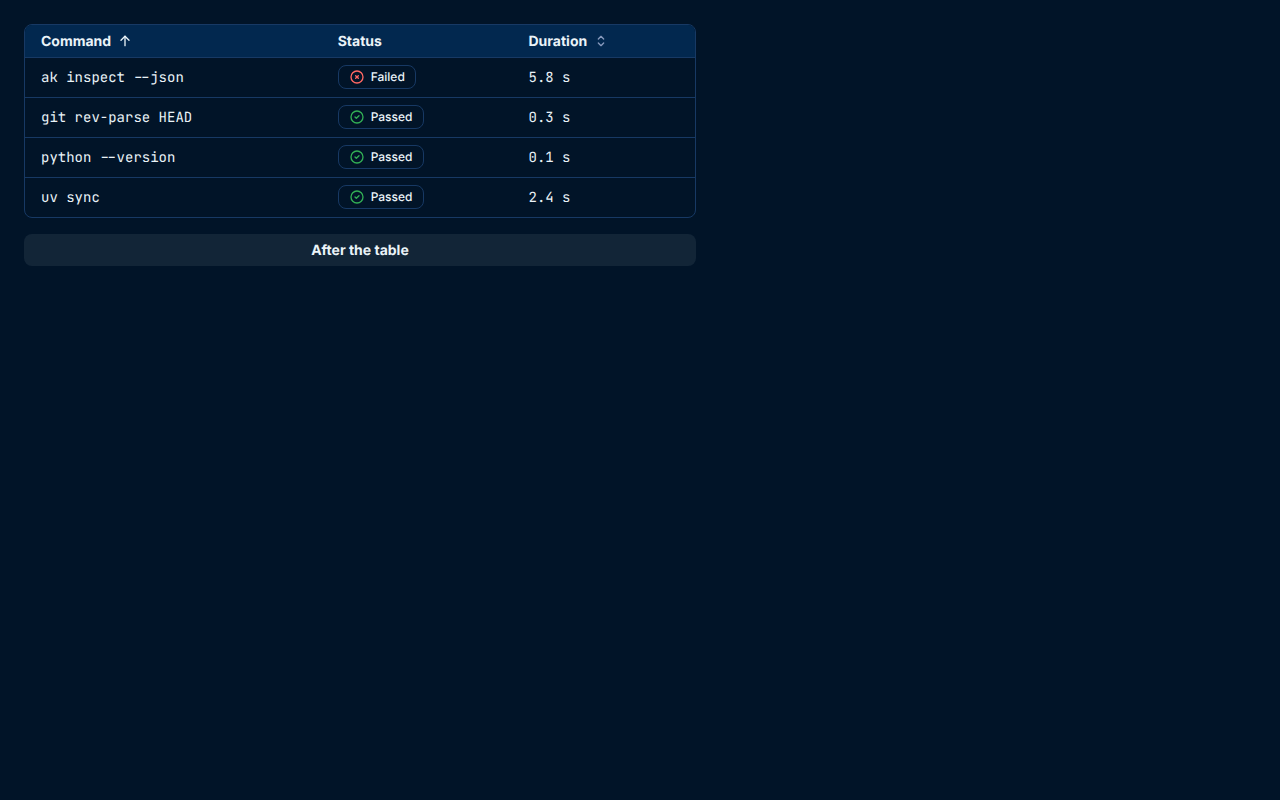 Command Status Duration
ak inspect --json Failed 5.8 s
git rev-parse HEAD Passed 0.3 s
python --version Passed 0.1 s
uv sync Passed 2.4 s
After the table